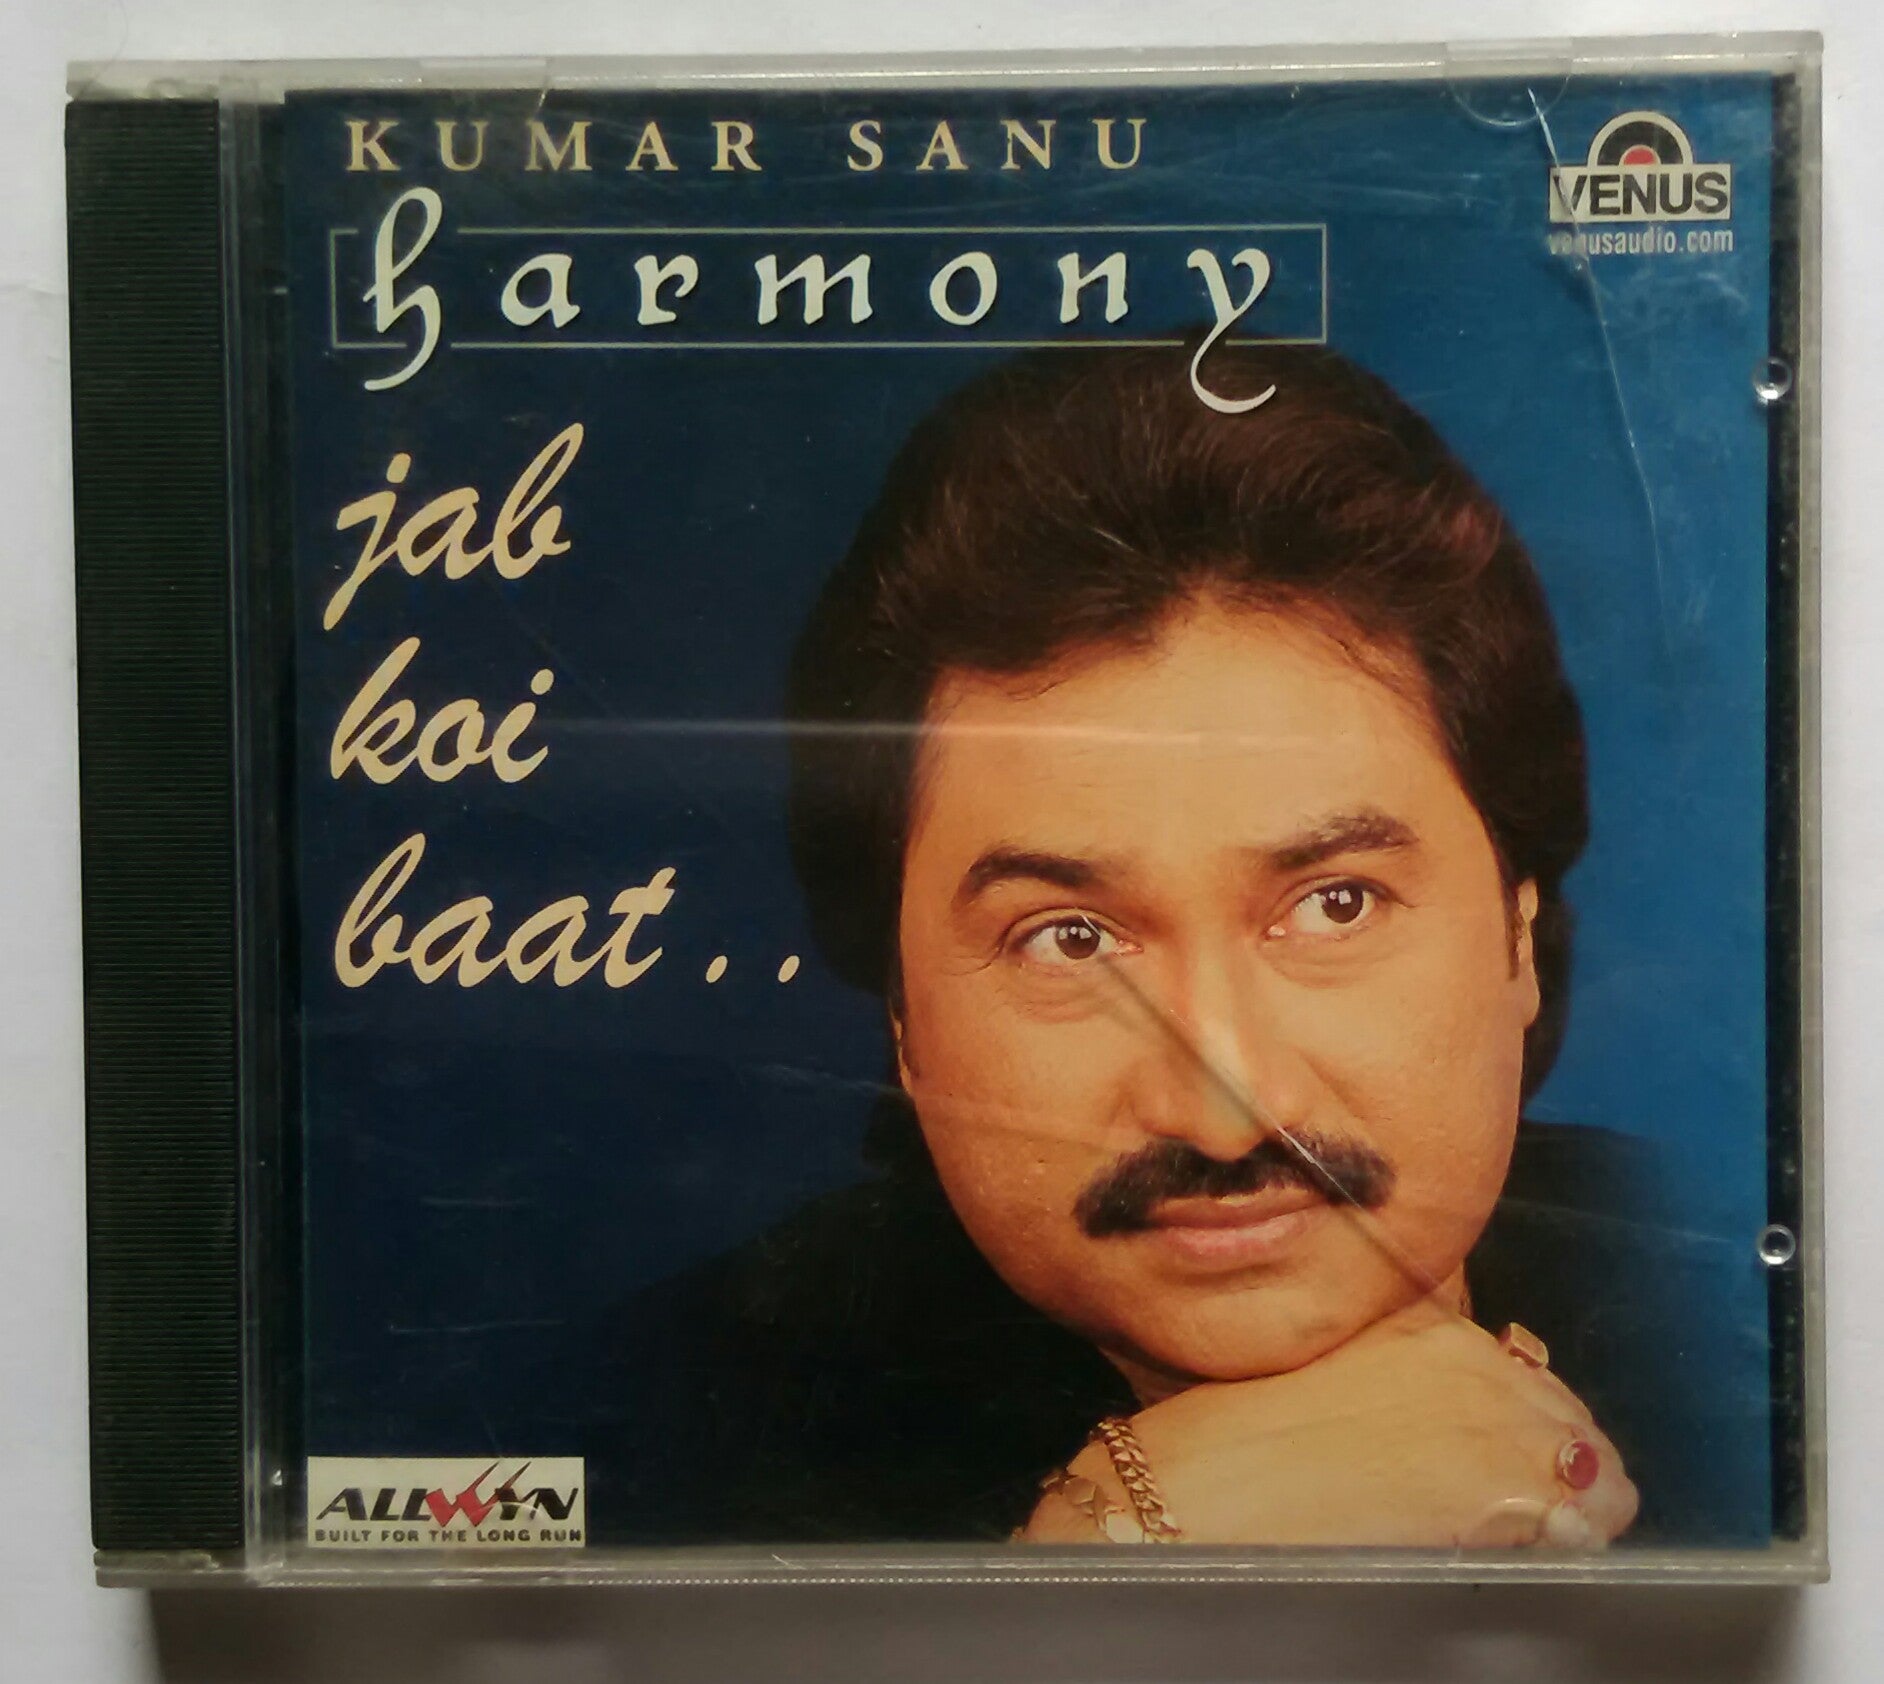 KUMAR SANU
harmony
jab
koi
baat..
VENUS
venusaudio.com
ALLWYN
BUILT FOR THE LONG RUN